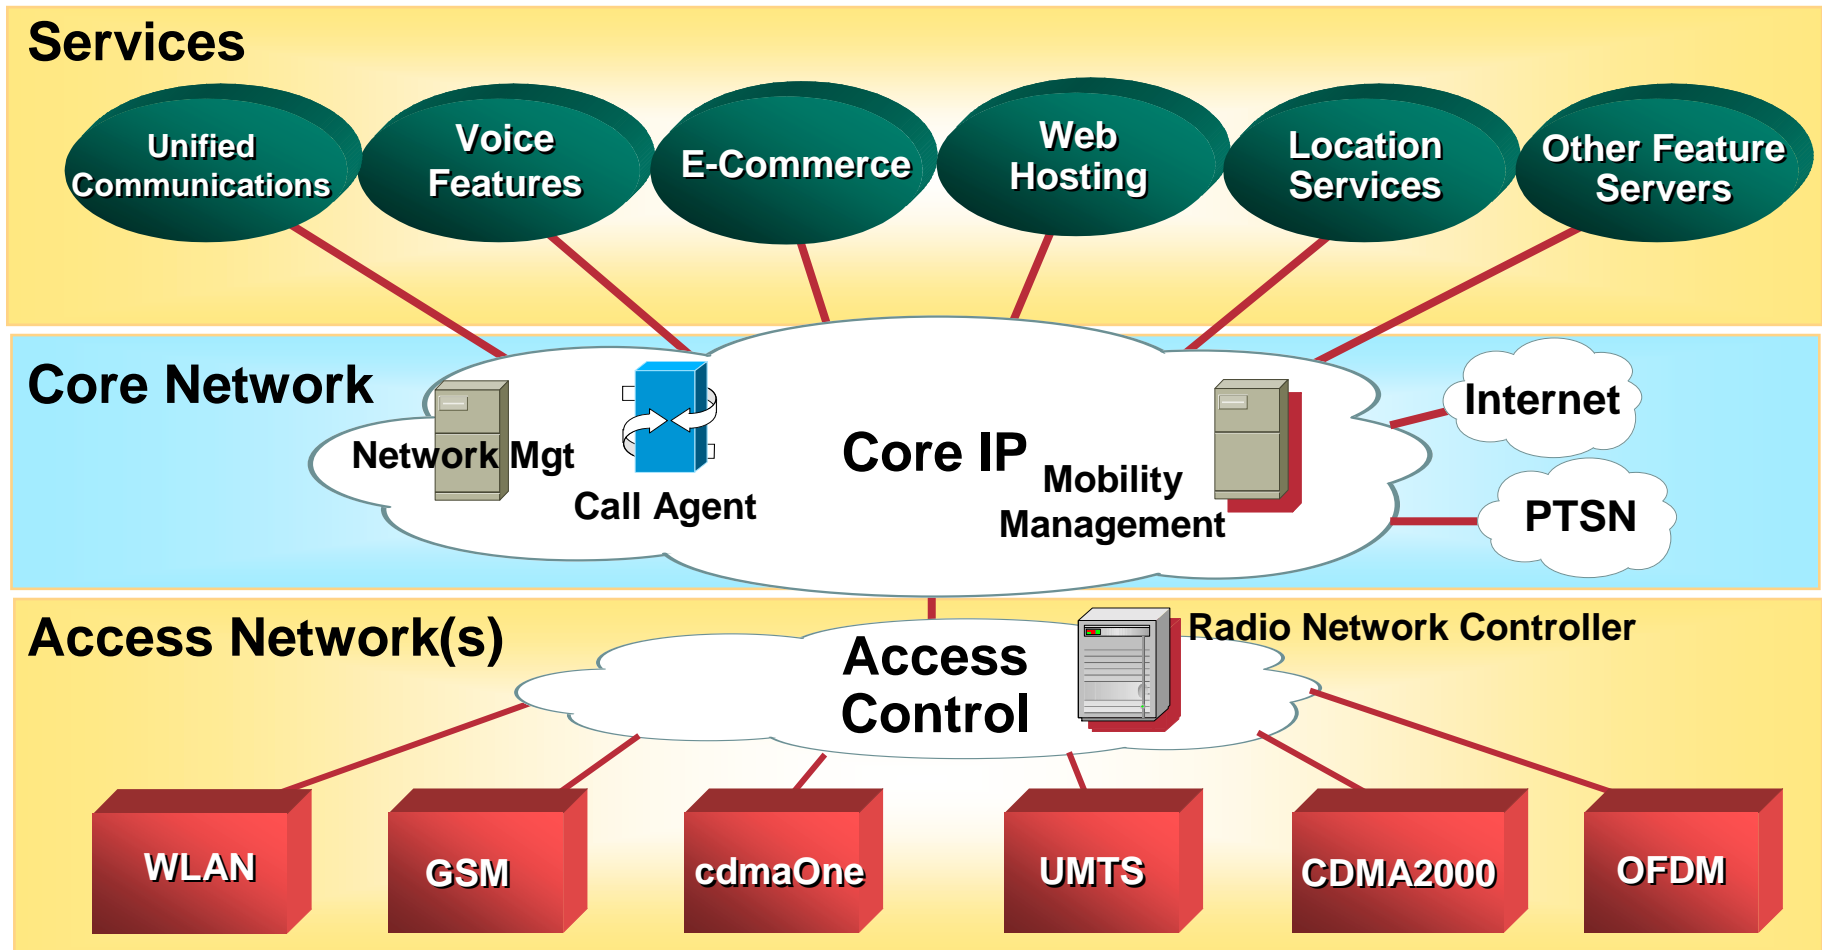 Services
Unified
Communications
Voice
Features
E-Commerce
Web
Hosting
Location
Services
Other Feature
Servers
Core Network
Network Mgt
Call Agent
Core IP
Mobility
Management
Internet
PTSN
Access Network(s)
Access
Control
Radio Network Controller
WLAN
GSM
cdmaOne
UMTS
CDMA2000
OFDM